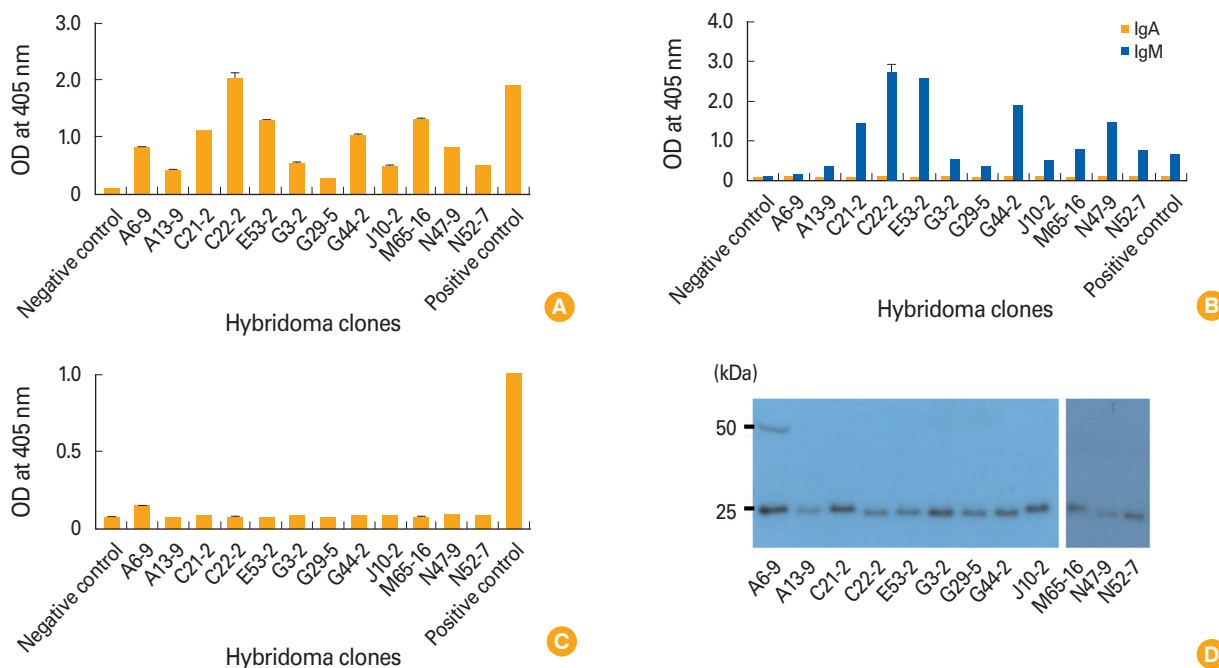 OD at 405 nm
3.0
2.0
1.0
0
Negative control
A6-9
A13-9
C21-2
C22-2
E53-2
G3-2
G29-5
G44-2
J10-2
M65-16
N47-9
N52-7
Positive control
Hybridoma clones
A
OD at 405 nm
4.0
3.0
2.0
1.0
0
IgA
IgM
Negative control
A6-9
A13-9
C21-2
C22-2
E53-2
G3-2
G29-5
G44-2
J10-2
M65-16
N47-9
N52-7
Positive control
Hybridoma clones
B
OD at 405 nm
1.0
0.5
0
Negative control
A6-9
A13-9
C21-2
C22-2
E53-2
G3-2
G29-5
G44-2
J10-2
M65-16
N47-9
N52-7
Positive control
Hybridoma clones
C
(kDa)
50
25
A6-9
A13-9
C21-2
C22-2
E53-2
G3-2
G29-5
G44-2
J10-2
M65-16
N47-9
N52-7
D